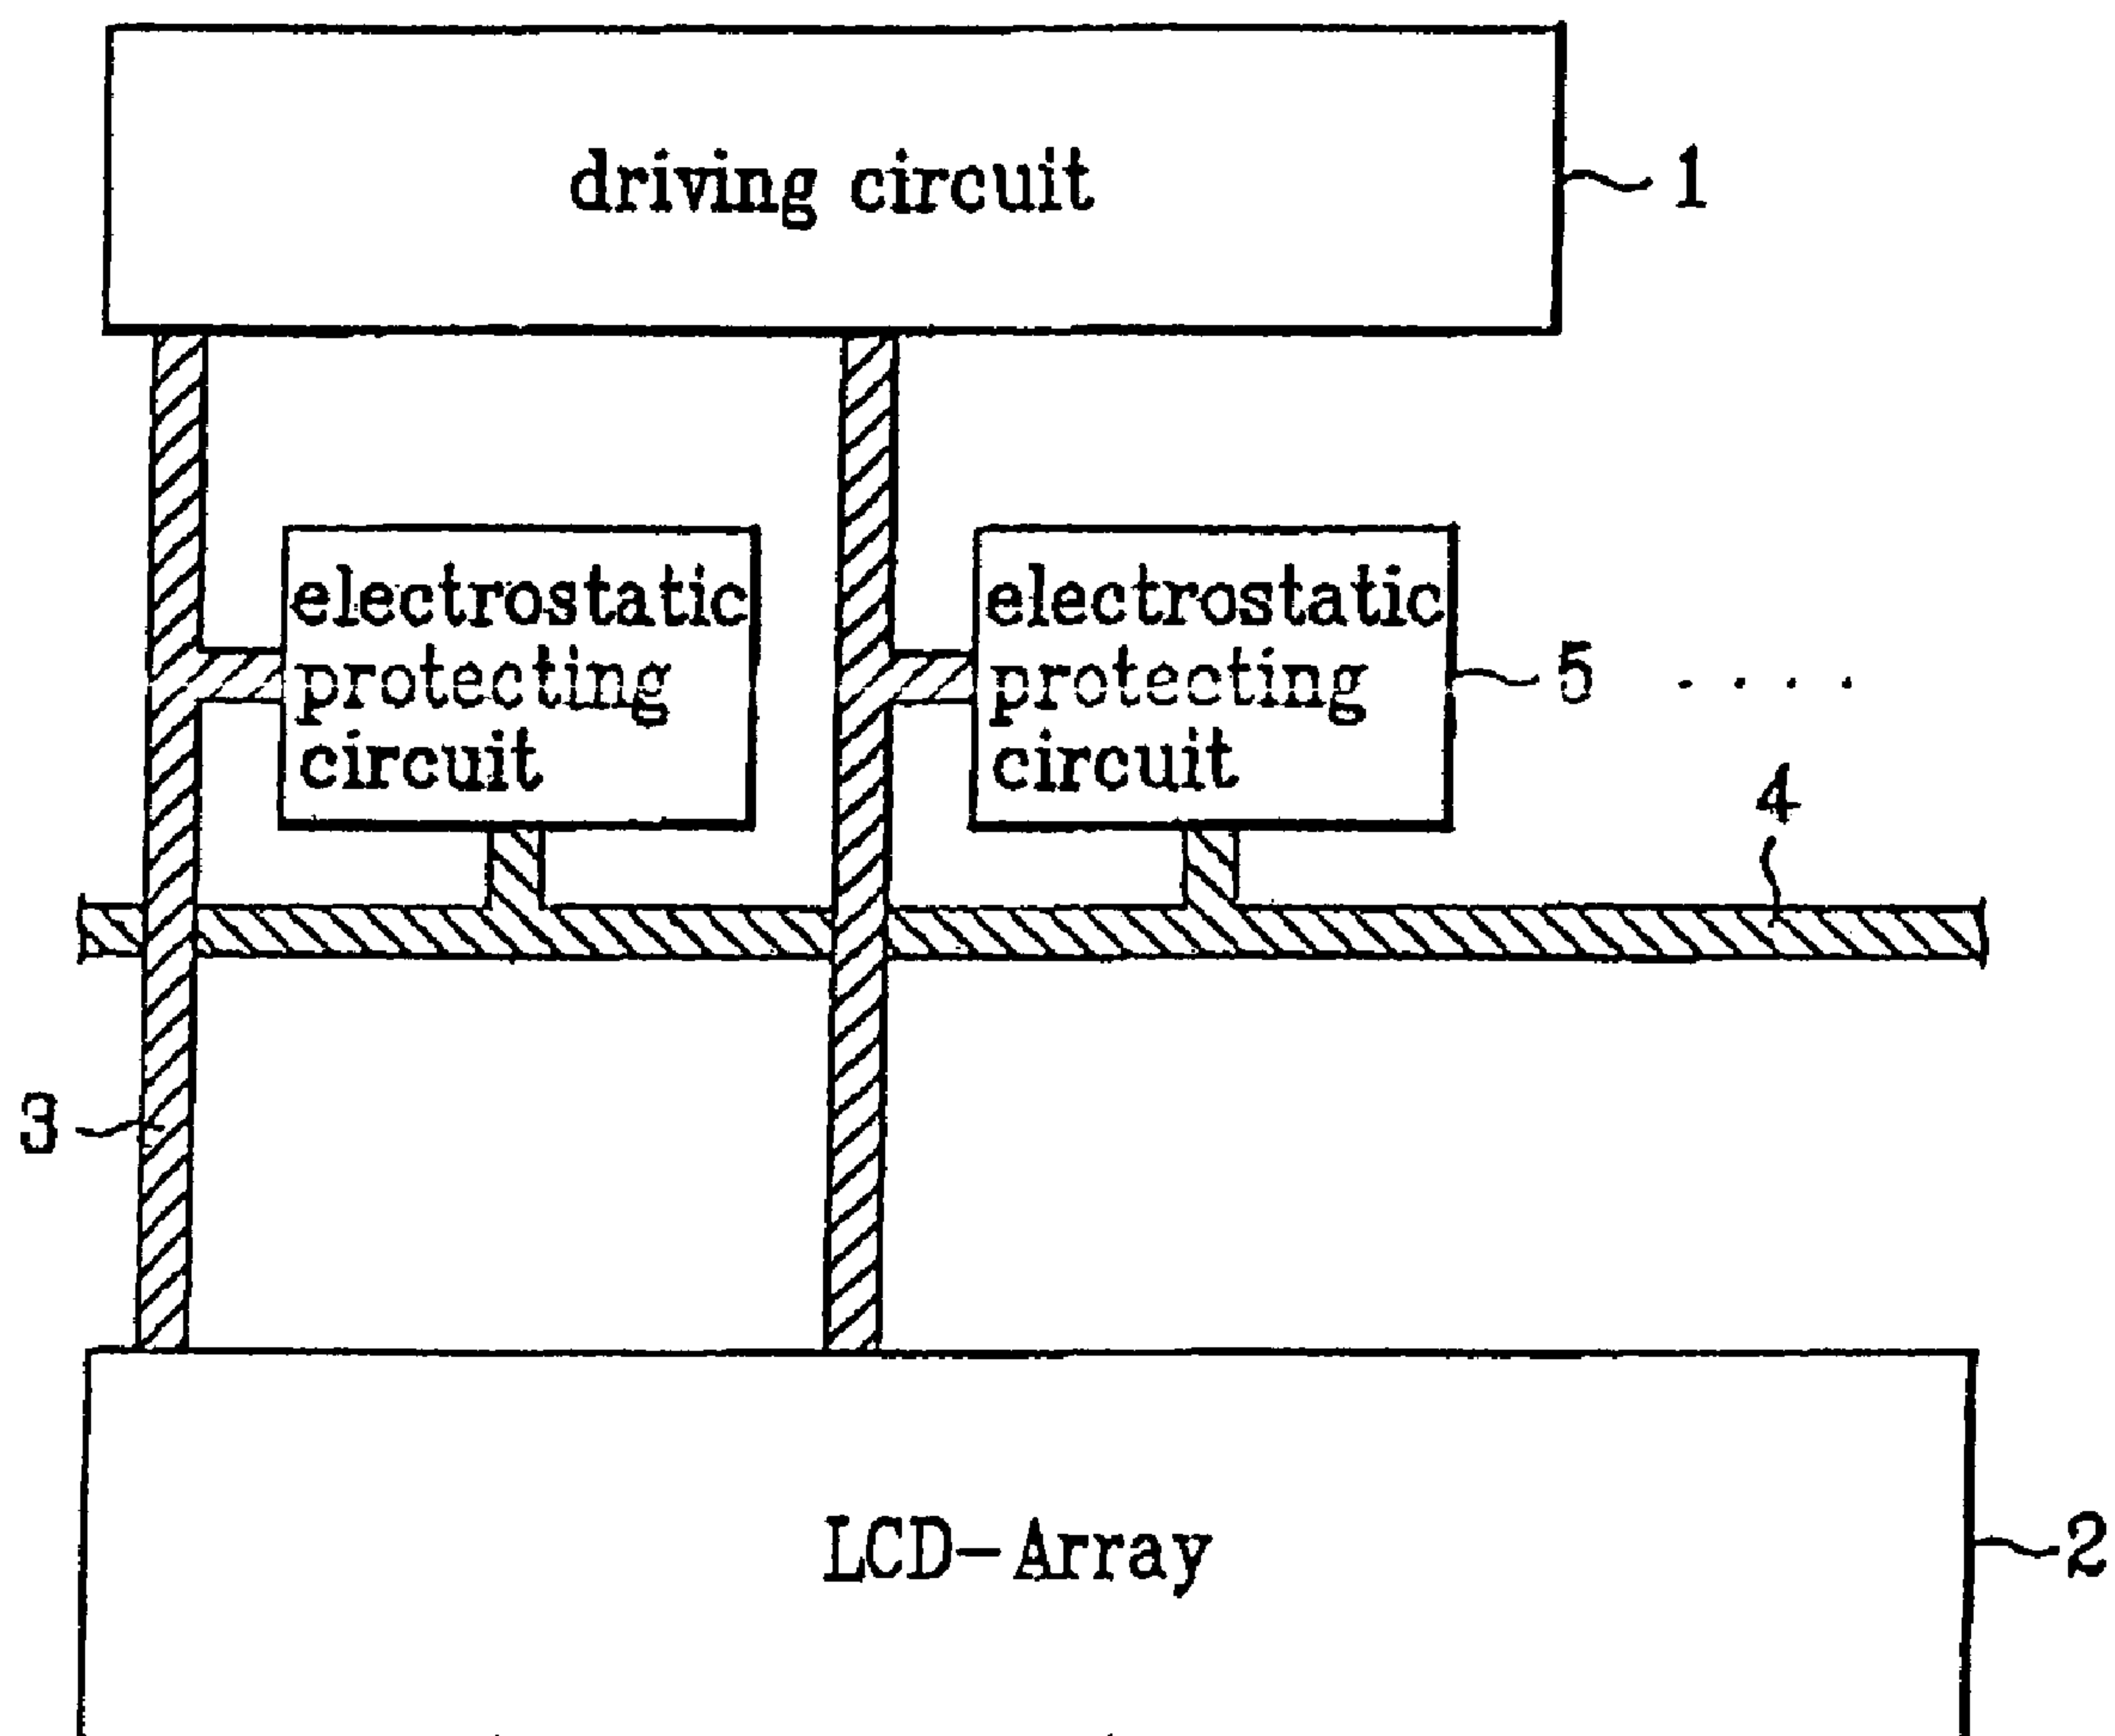 driving circuit
1
electrostatic
protecting
circuit
electrostatic
protecting
circuit
5 . . . .
4
3
LCD-Array
2